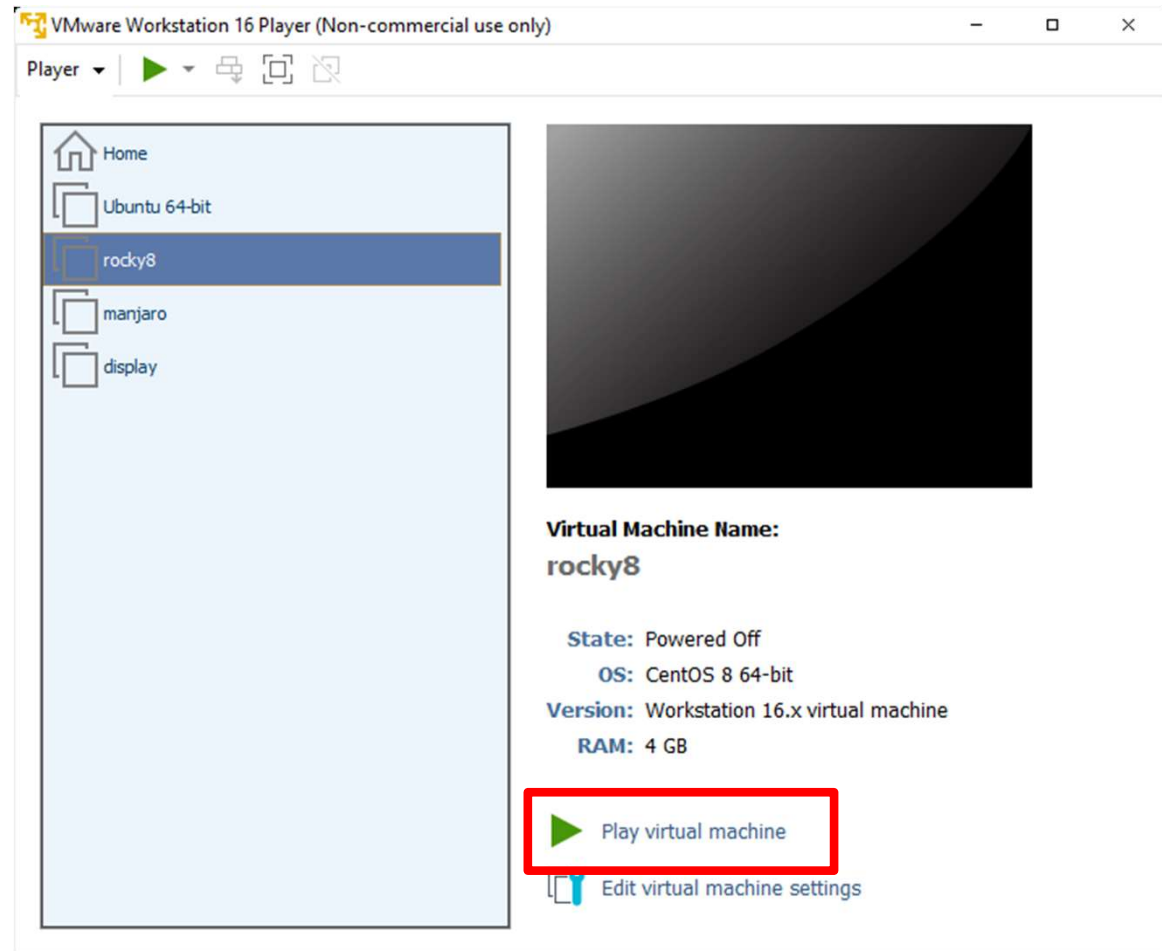 VMware Workstation 16 Player (Non-commercial use only)
Player
Home
Ubuntu 64-bit
rocky8
manjaro
display
Virtual Machine Name:
rocky8
State: Powered Off
OS: CentOS 8 64-bit
Version: Workstation 16.x virtual machine
RAM: 4 GB
Play virtual machine
Edit virtual machine settings